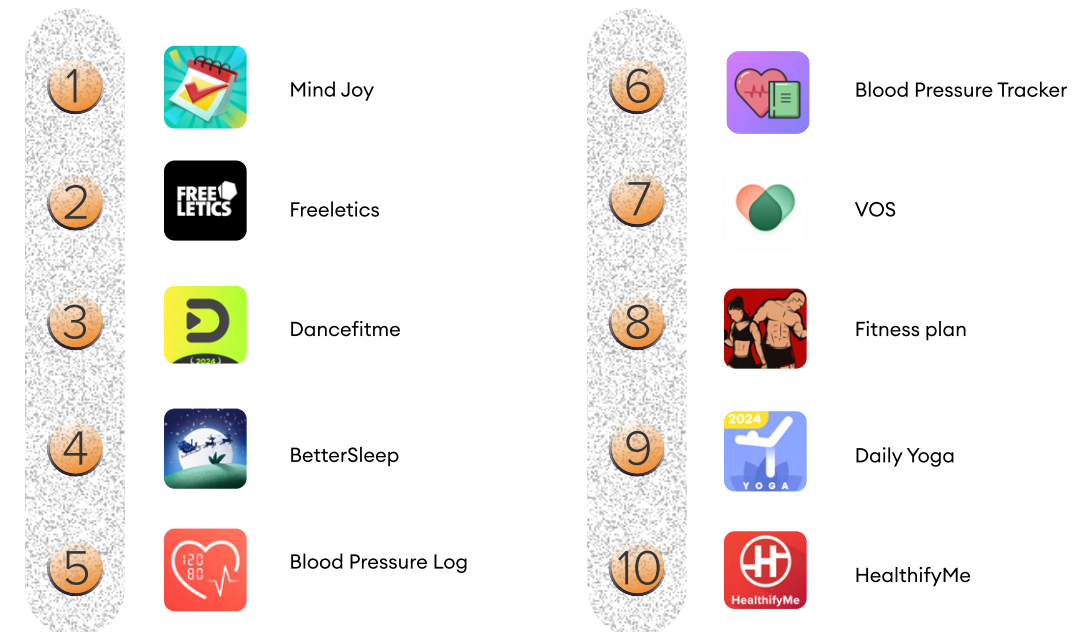 1
Mind Joy
2
FREE
LETICS
Freeletics
3
2024
Dancefitme
4
BetterSleep
5
120
80
Blood Pressure Log
6
Blood Pressure Tracker
7
VOS
8
Fitness plan
9
2024
YOGA
Daily Yoga
10
H
HealthifyMe
HealthifyMe